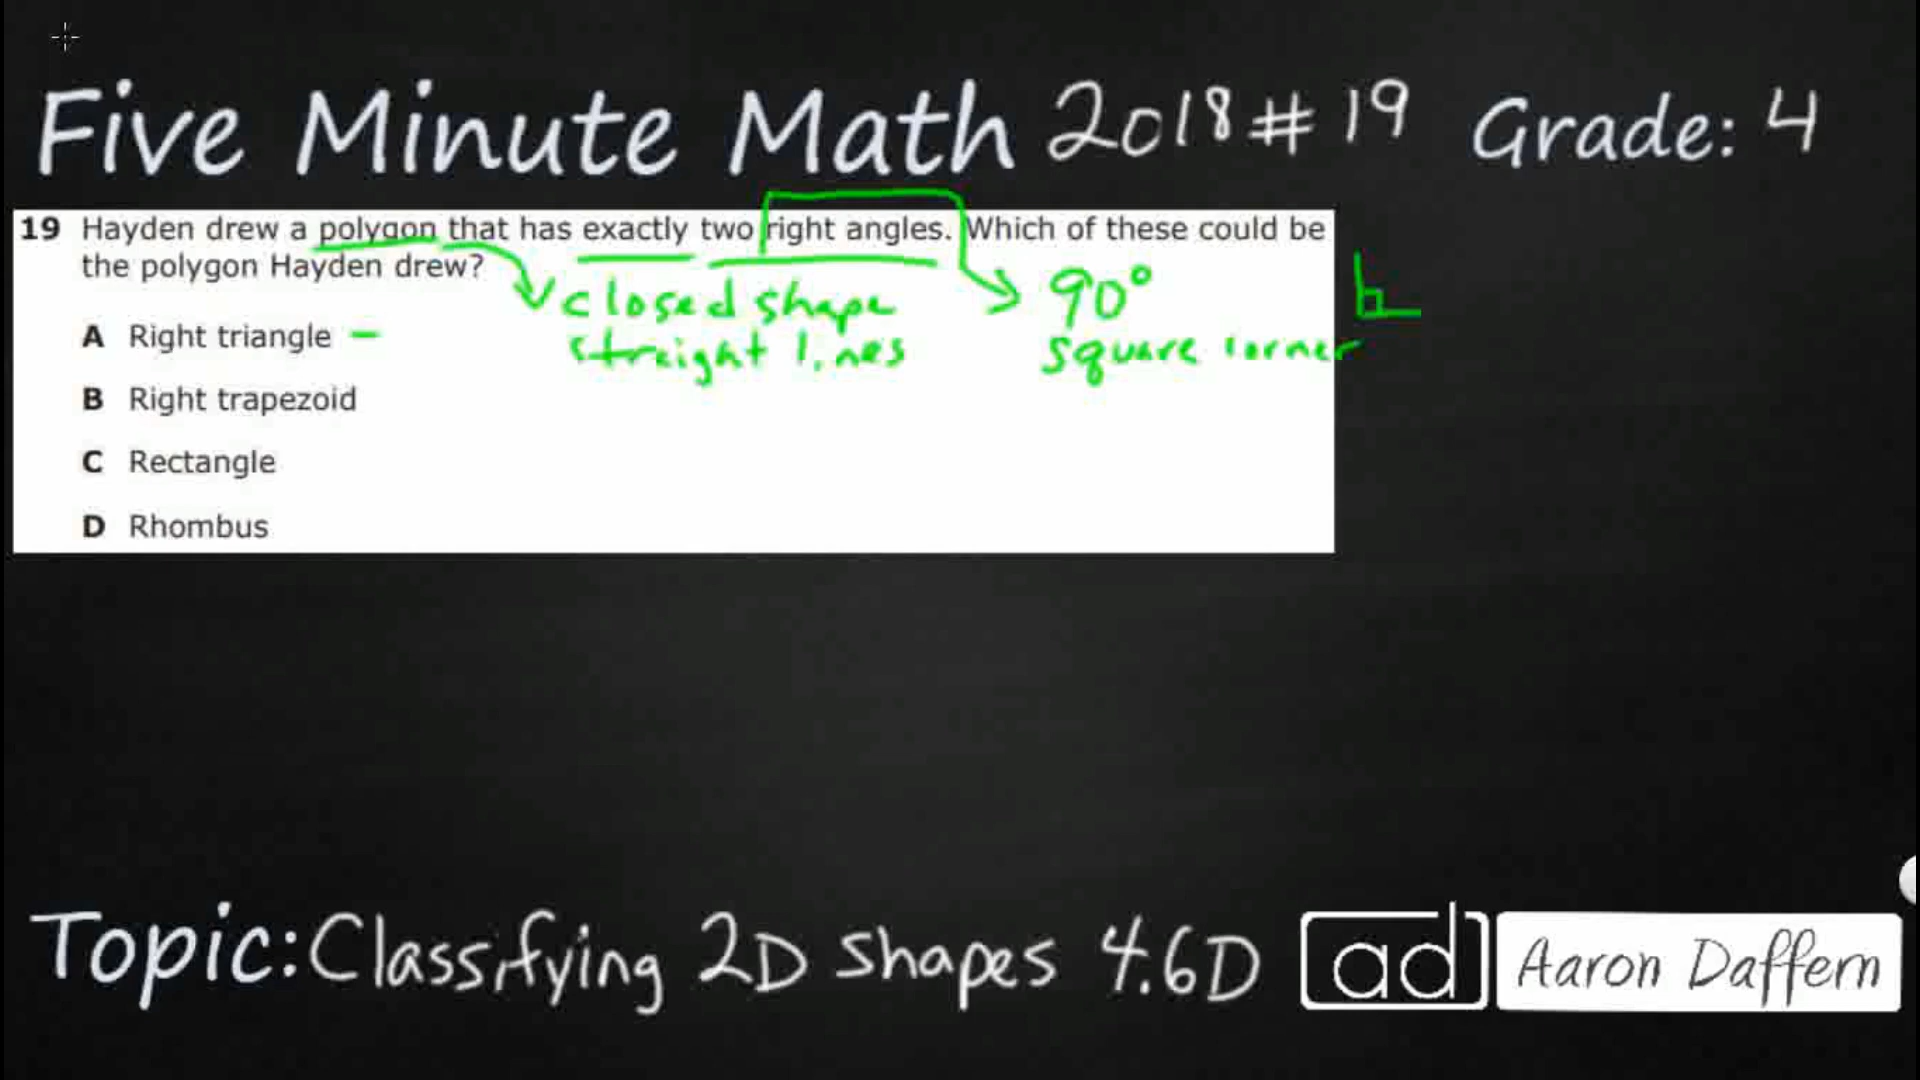 Five Minute Math 2018 # 19 Grade: 4
19 Hayden drew a polygon that has exactly two right angles. Which of these could be
the polygon Hayden drew?
closed shape
straight lines
90°
square corner
A Right triangle
B Right trapezoid
C Rectangle
D Rhombus
Topic: Classifying 2D Shapes 4.6D ad Aaron Daffern